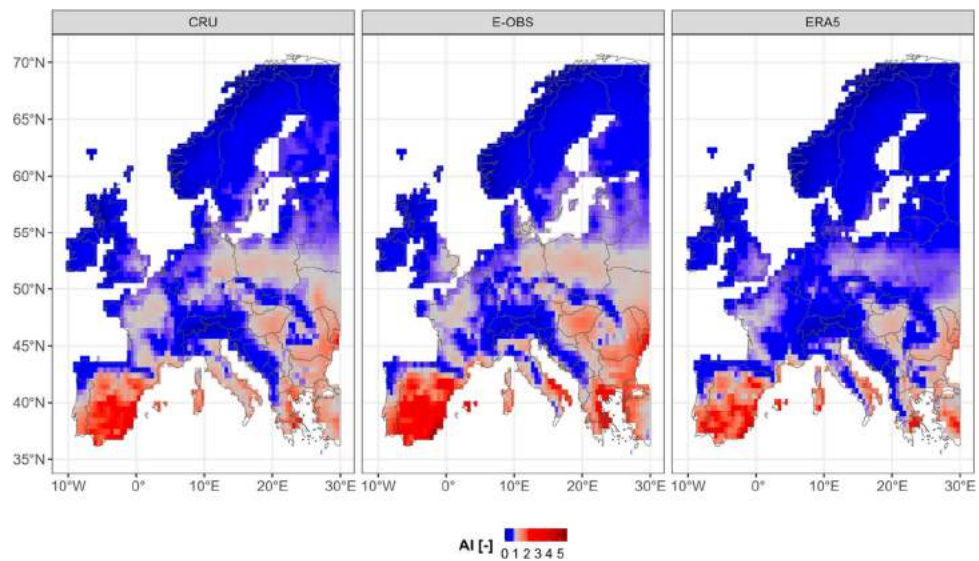 CRU E-OBS ERA5
70°N
65°N
60°N
55°N
50°N
45°N
40°N
35°N
10°W 0° 10°E 20°E 30°E 10°W 0° 10°E 20°E 30°E 10°W 0° 10°E 20°E 30°E
AI [-] 0 1 2 3 4 5